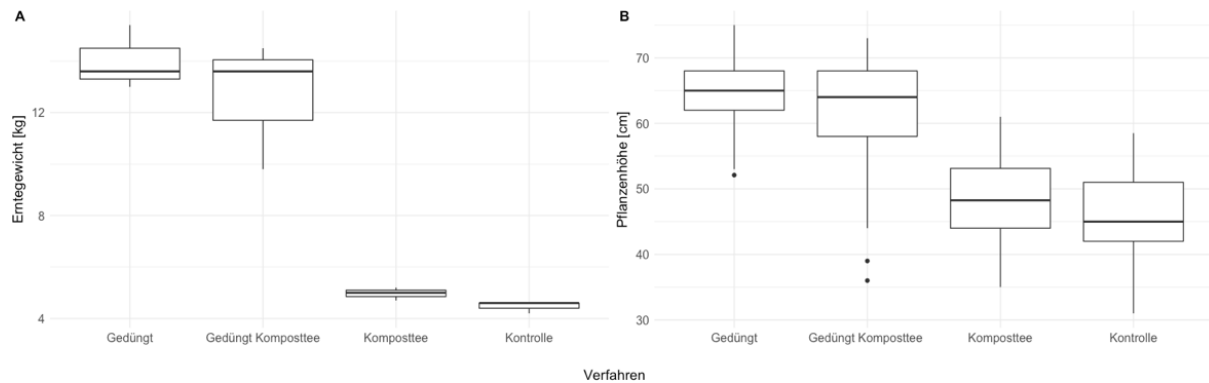 A
Erntegewicht [kg]
12
8
4
Gedüngt
Gedüngt Komposttee
Komposttee
Kontrolle
B
Pflanzenhöhe [cm]
70
60
50
40
30
Gedüngt
Gedüngt Komposttee
Komposttee
Kontrolle
Verfahren